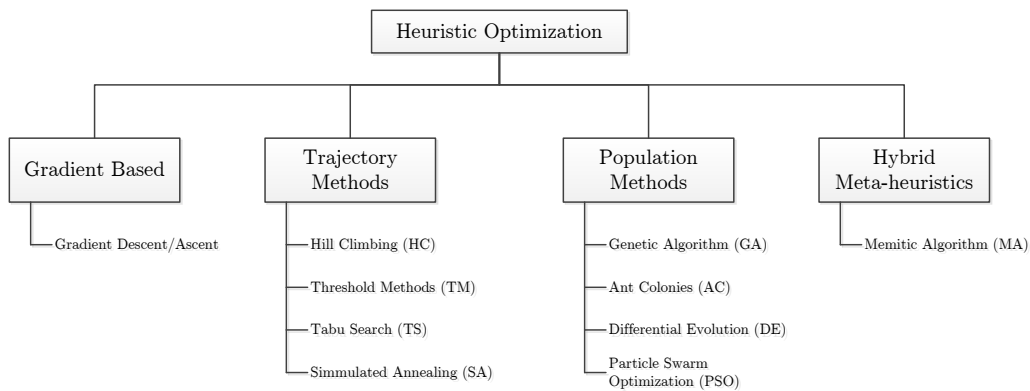 Heuristic Optimization
Gradient Based
Trajectory
Methods
Population
Methods
Hybrid
Meta-heuristics
Gradient Descent/Ascent
Hill Climbing (HC)
Threshold Methods (TM)
Tabu Search (TS)
Simmulated Annealing (SA)
Genetic Algorithm (GA)
Ant Colonies (AC)
Differential Evolution (DE)
Particle Swarm
Optimization (PSO)
Memitic Algorithm (MA)